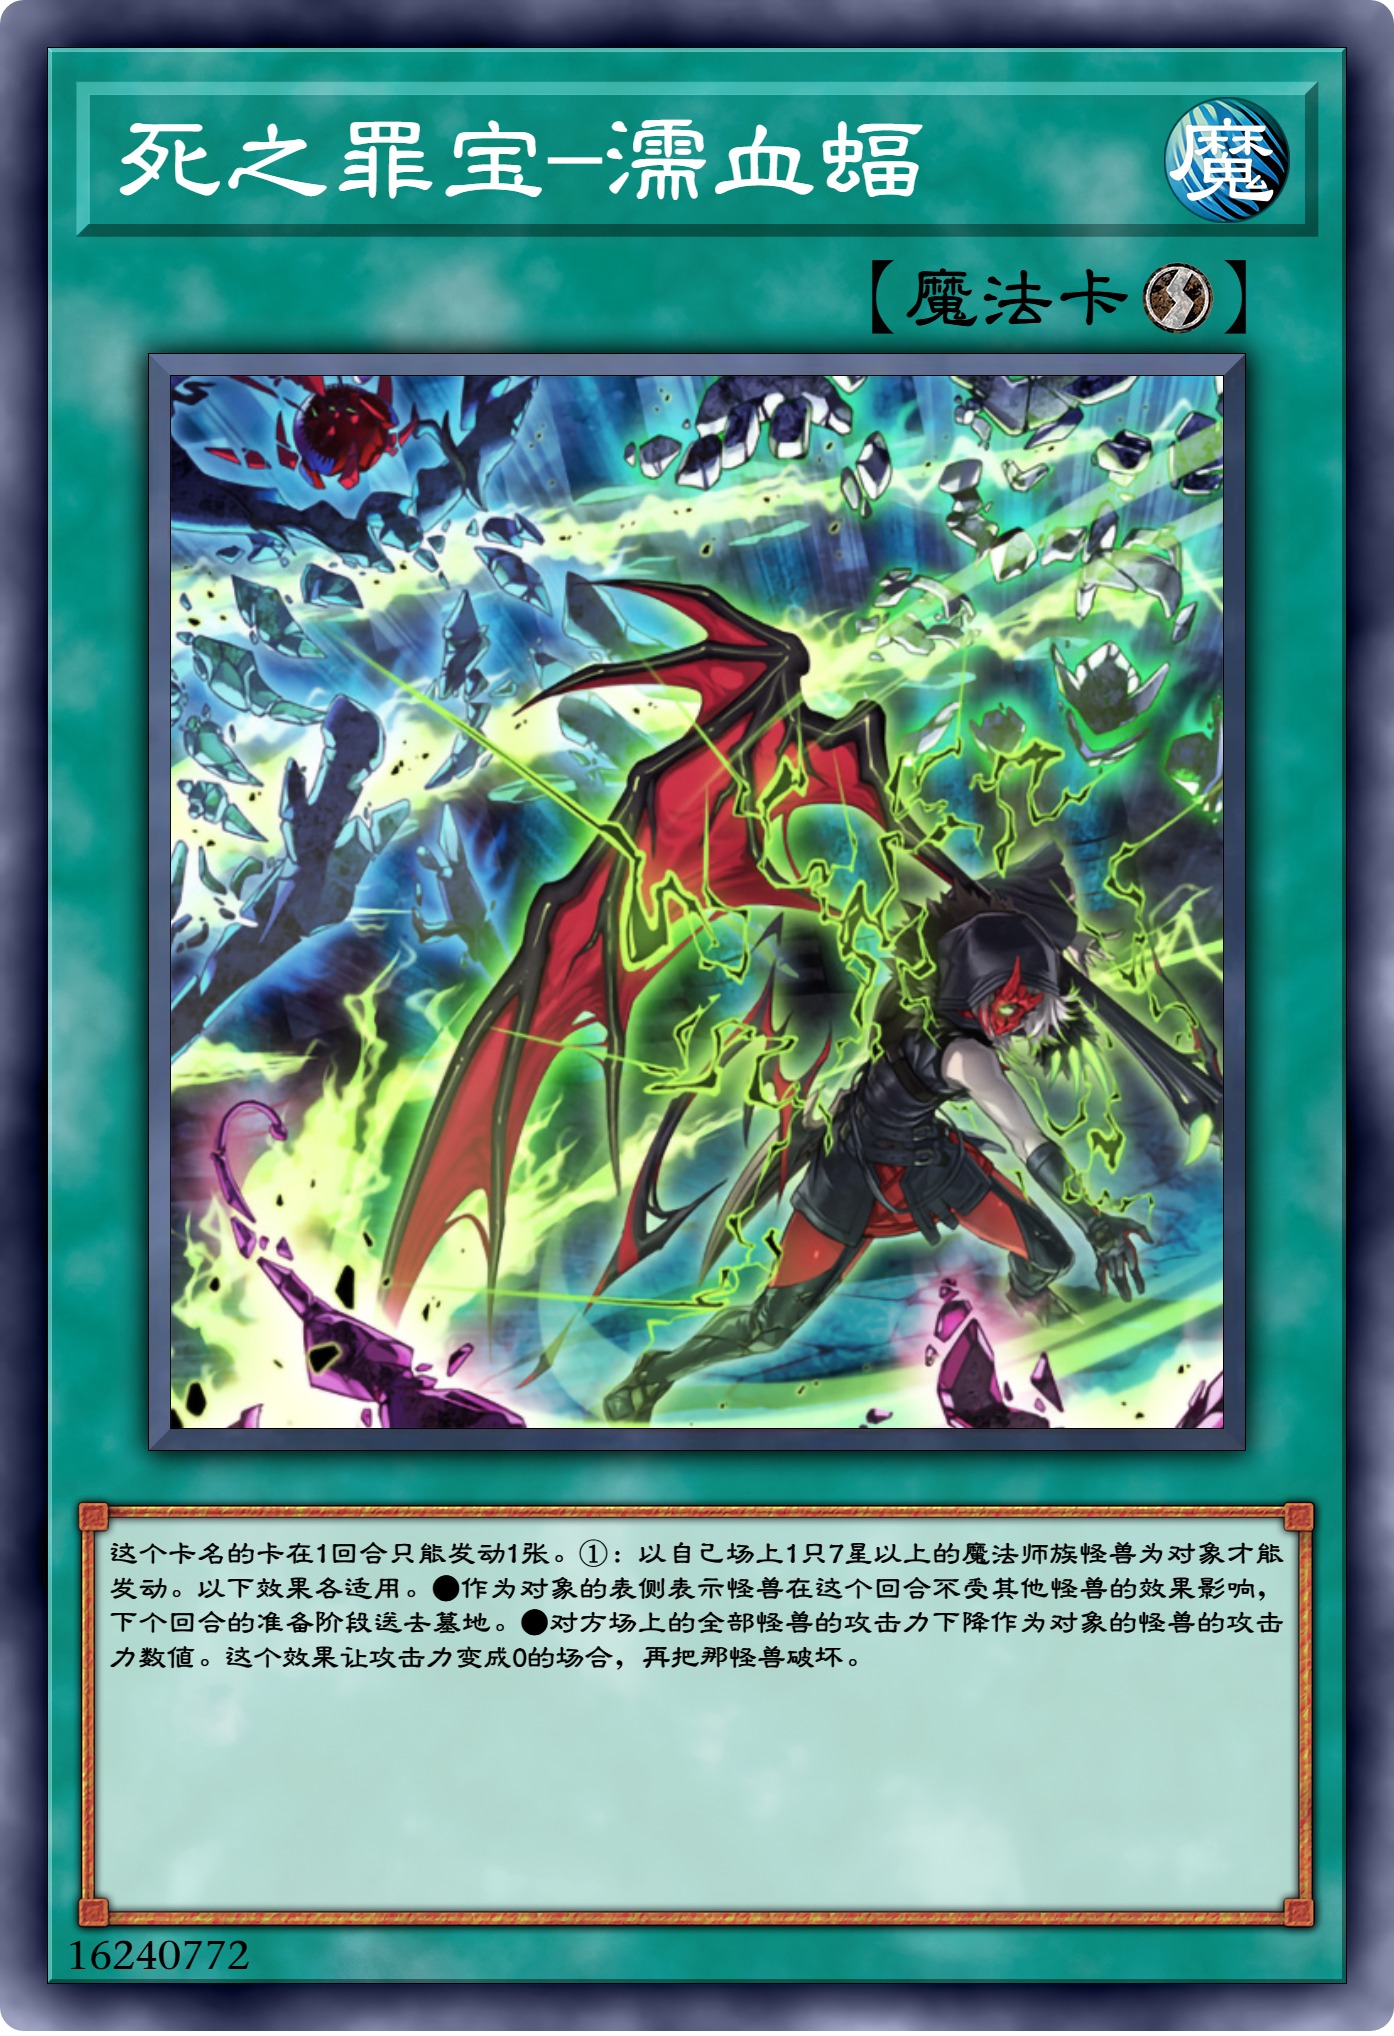 死之罪宝-濡血蝠
魔
【魔法卡】
这个卡名的卡在1回合只能发动1张。①：以自己场上1只7星以上的魔法师族怪兽为对象才能
发动。以下效果各适用。●作为对象的表侧表示怪兽在这个回合不受其他怪兽的效果影响，
下个回合的准备阶段送去墓地。●对方场上的全部怪兽的攻击力下降作为对象的怪兽的攻击
力数值。这个效果让攻击力变成0的场合，再把那怪兽破坏。
16240772